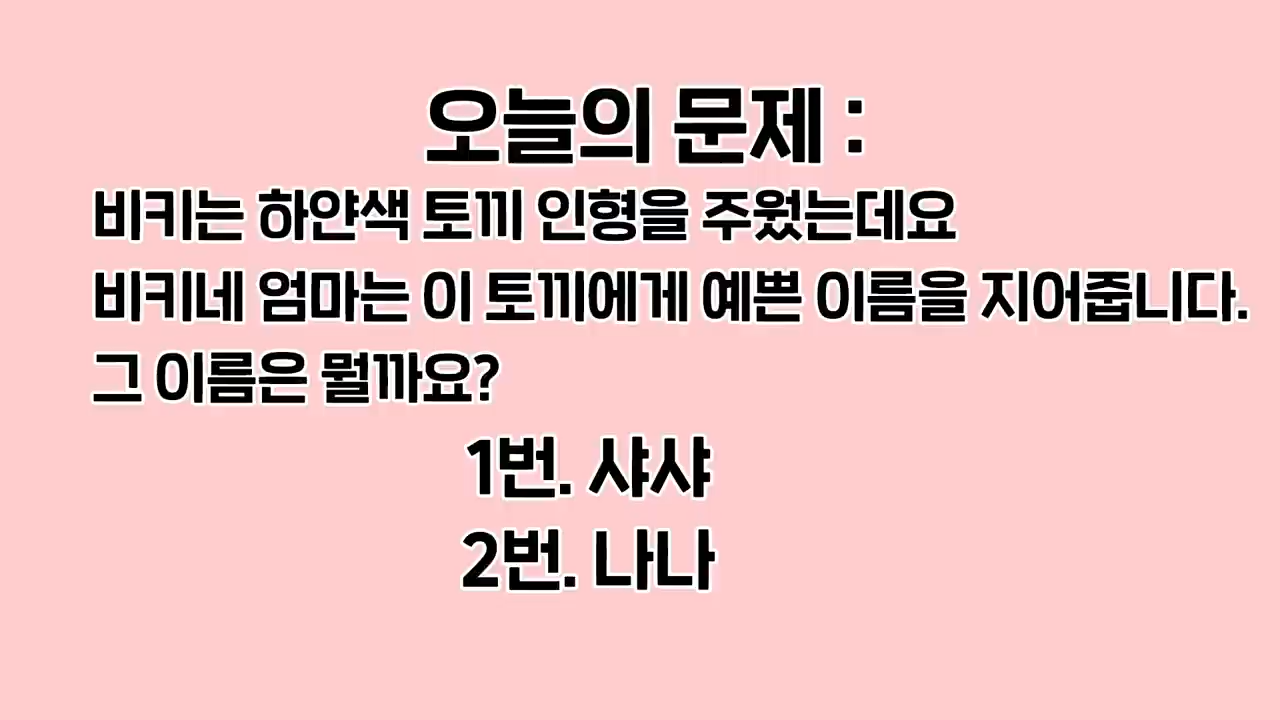 오늘의 문제 :
비키는 하얀색 토끼 인형을 주웠는데요
비키네 엄마는 이 토끼에게 예쁜 이름을 지어줍니다.
그 이름은 뭘까요?
1번. 샤샤
2번. 나나